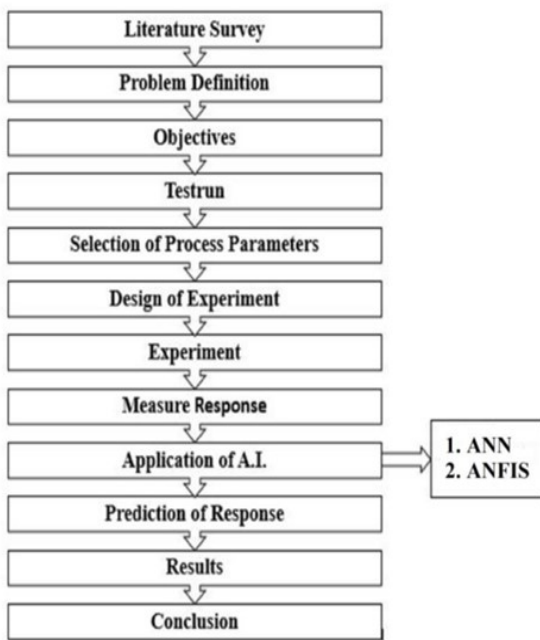 Literature Survey
Problem Definition
Objectives
Testrun
Selection of Process Parameters
Design of Experiment
Experiment
Measure Response
Application of A.I.
1. ANN
2. ANFIS
Prediction of Response
Results
Conclusion